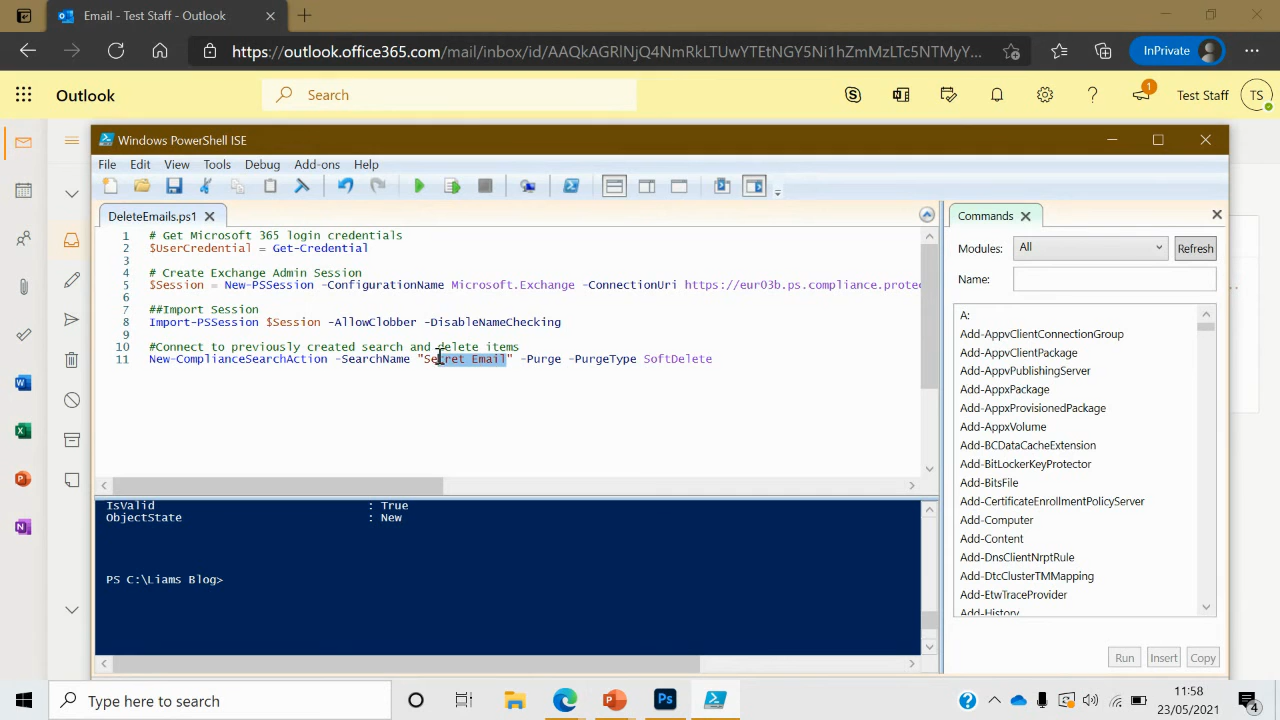 Email - Test Staff - Outlook
https://outlook.office365.com/mail/inbox/id/AAQkAGRlNjQ4NmRkLTUwYTEtNGY5Ni1hZmMzLTc5NTMyY...
InPrivate
Outlook
Search
1
Test Staff
TS
Windows PowerShell ISE
File Edit View Tools Debug Add-ons Help
DeleteEmails.ps1
1 # Get Microsoft 365 login credentials
2 $UserCredential = Get-Credential
3
4 # Create Exchange Admin Session
5 $Session = New-PSSession -ConfigurationName Microsoft.Exchange -ConnectionUri https://eur03b.ps.compliance.prote
6
7 ##Import Session
8 Import-PSSession $Session -AllowClobber -DisableNameChecking
9
10 #Connect to previously created search and delete items
11 New-ComplianceSearchAction -SearchName "Secret Email" -Purge -PurgeType SoftDelete
IsValid : True
ObjectState : New
PS C:\Liams Blog>
Commands
Modules: All Refresh
Name:
A:
Add-AppvClientConnectionGroup
Add-AppvClientPackage
Add-AppvPublishingServer
Add-AppxPackage
Add-AppxProvisionedPackage
Add-AppxVolume
Add-BCDataCacheExtension
Add-BitLockerKeyProtector
Add-BitsFile
Add-CertificateEnrollmentPolicyServer
Add-Computer
Add-Content
Add-DnsClientNrptRule
Add-DtcClusterTMMapping
Add-EtwTraceProvider
Add-History
Run Insert Copy
Type here to search
Ps
11:58
23/05/2021
4